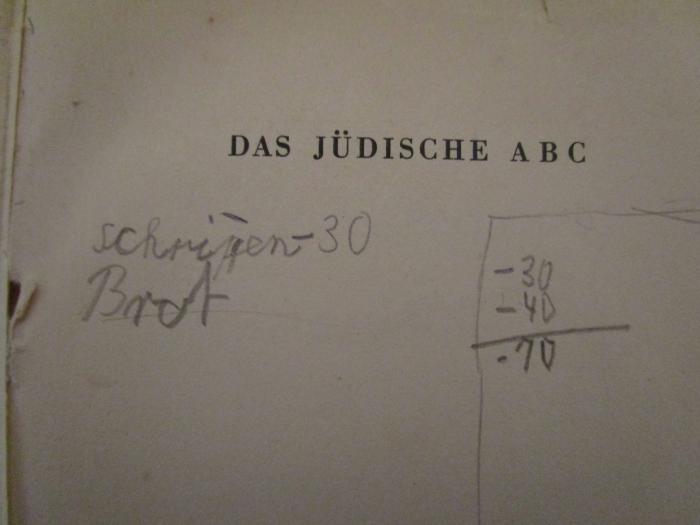 DAS JÜDISCHE ABC
schrippen-30
Brot
-30
-40
-70